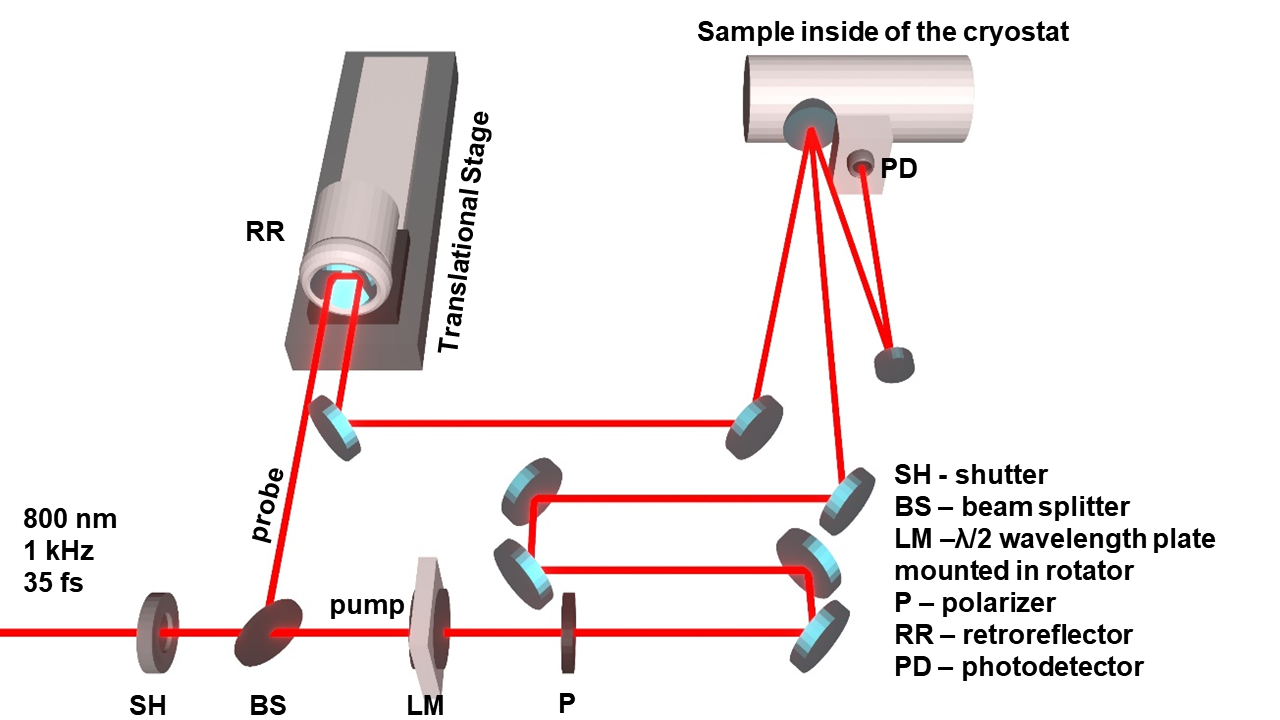 Sample inside of the cryostat
Translational Stage
PD
RR
probe
800 nm
1 kHz
35 fs
pump
SH
BS
LM
P
SH - shutter
BS – beam splitter
LM –λ/2 wavelength plate
mounted in rotator
P – polarizer
RR – retroreflector
PD – photodetector